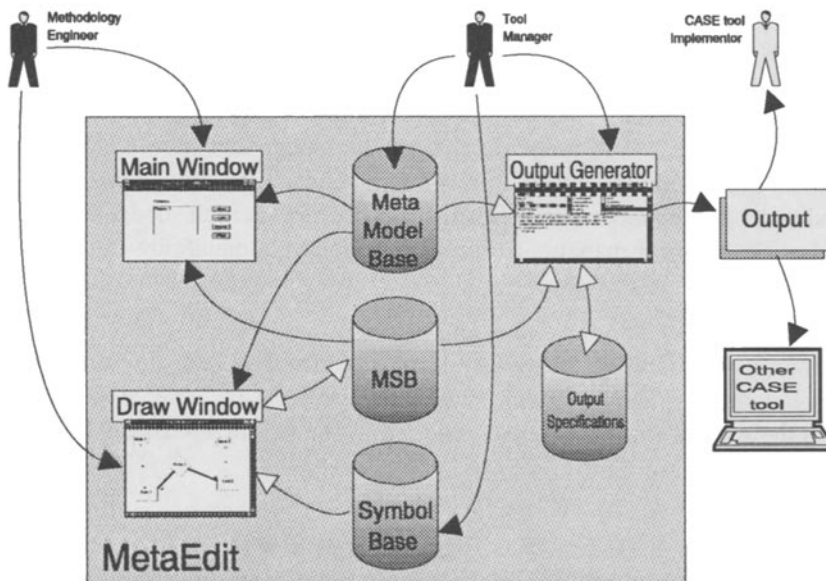 Methodology
Engineer
Tool
Manager
CASE tool
Implementor
Main Window
Meta
Model
Base
Output Generator
Output
MSB
Draw Window
Output
Specifications
Other
CASE
tool
Symbol
Base
MetaEdit